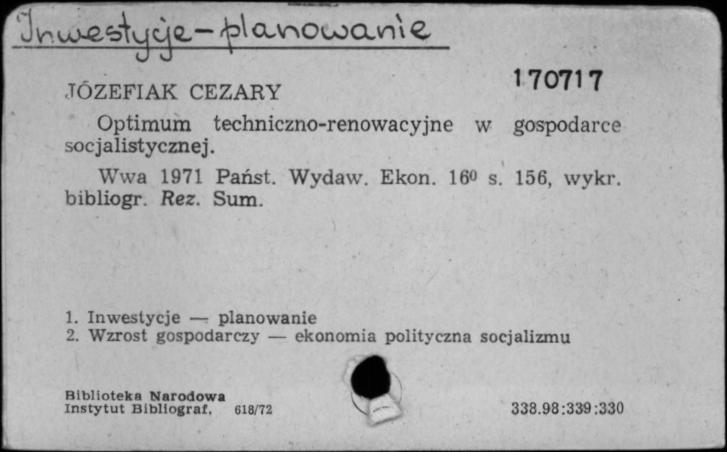 Inwestycje – planowanie
170717
JÓZEFIAK CEZARY
Optimum techniczno-renowacyjne w gospodarce
socjalistycznej.
Wwa 1971 Państ. Wydaw. Ekon. 16⁰ s. 156, wykr.
bibliogr. Rez. Sum.
1. Inwestycje — planowanie
2. Wzrost gospodarczy — ekonomia polityczna socjalizmu
Biblioteka Narodowa
Instytut Bibliograf. 618/72
338.98:339:330